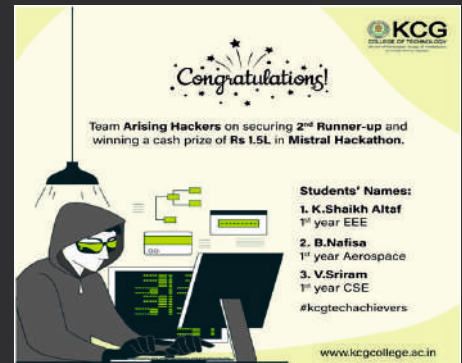 KCG
COLLEGE OF TECHNOLOGY
Congratulations!
Team Arising Hackers on securing 2nd Runner-up and
winning a cash prize of Rs 1.5L in Mistral Hackathon.
Students' Names:
1. K.Shaikh Altaf
1st year EEE
2. B.Nafisa
1st year Aerospace
3. V.Sriram
1st year CSE
#kcgtechachievers
www.kcgcollege.ac.in